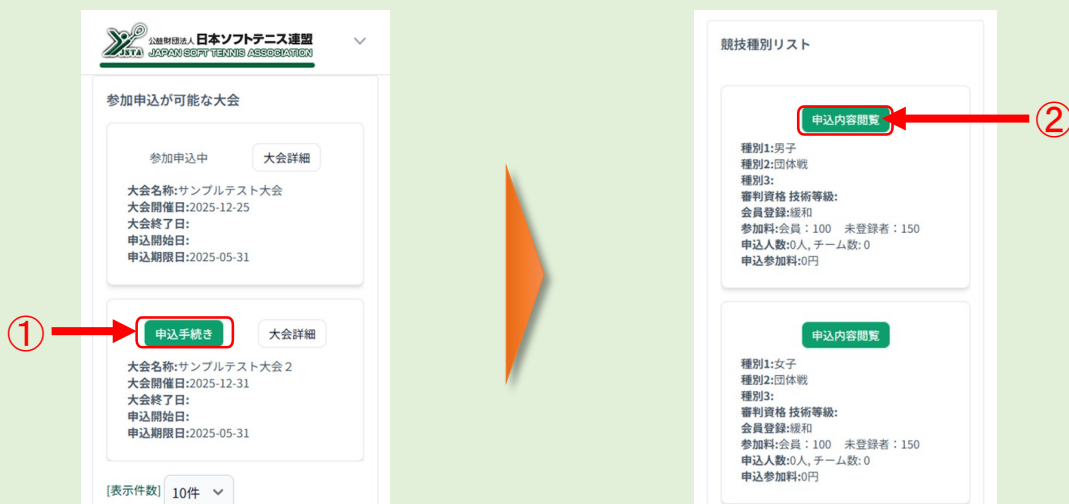 公益財団法人 日本ソフトテニス連盟
JSTA JAPAN SOFT TENNIS ASSOCIATION
参加申込が可能な大会
参加申込中 大会詳細
大会名称:サンプルテスト大会
大会開催日:2025-12-25
大会終了日:
申込開始日:
申込期限日:2025-05-31
①
申込手続き 大会詳細
大会名称:サンプルテスト大会２
大会開催日:2025-12-31
大会終了日:
申込開始日:
申込期限日:2025-05-31
[表示件数] 10件
競技種別リスト
申込内容閲覧
②
種別1:男子
種別2:団体戦
種別3:
審判資格 技術等級:
会員登録:緩和
参加料:会員：100 未登録者：150
申込人数:0人, チーム数: 0
申込参加料:0円
申込内容閲覧
種別1:女子
種別2:団体戦
種別3:
審判資格 技術等級:
会員登録:緩和
参加料:会員：100 未登録者：150
申込人数:0人, チーム数: 0
申込参加料:0円